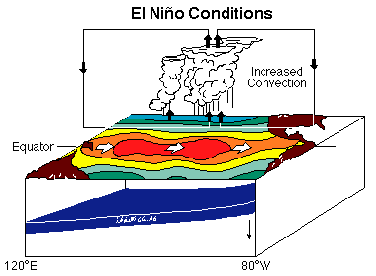 El Niño Conditions
Increased
Convection
Equator
120°E
80°W